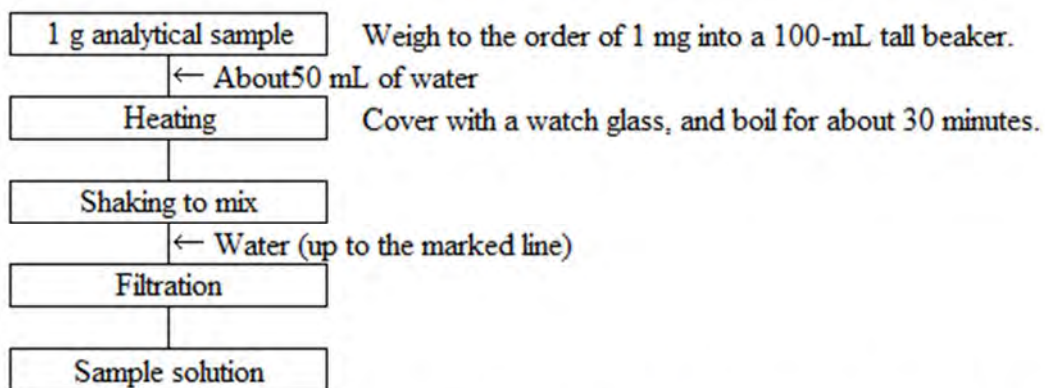 1 g analytical sample Weigh to the order of 1 mg into a 100-mL tall beaker.
← About50 mL of water
Heating Cover with a watch glass, and boil for about 30 minutes.
Shaking to mix
← Water (up to the marked line)
Filtration
Sample solution